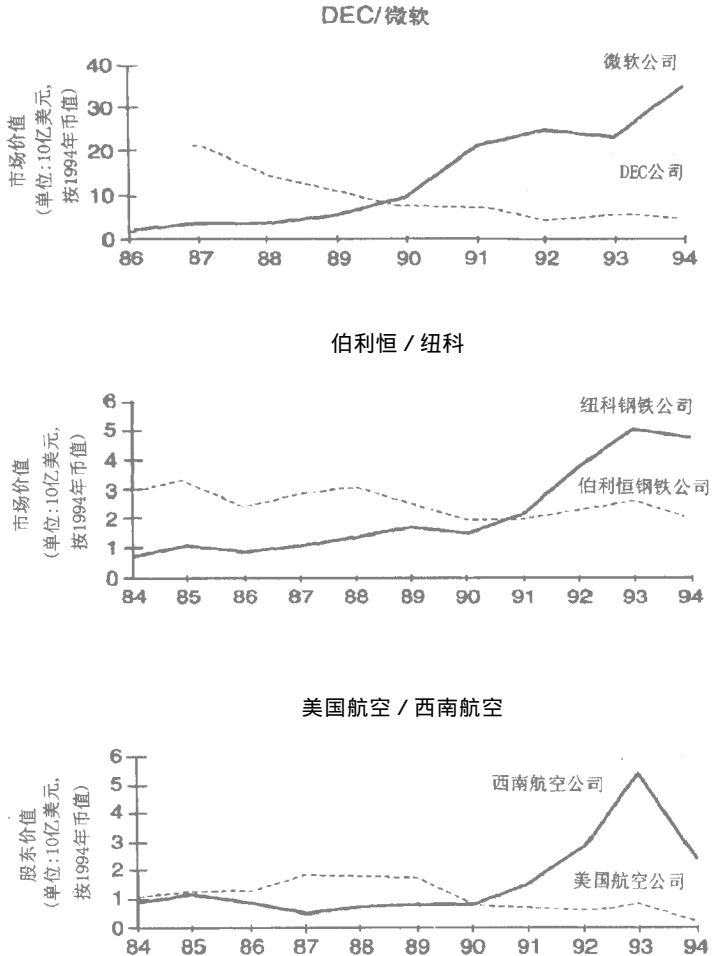 DEC/微软
微软公司
DEC公司
市场价值
(单位:10亿美元,
按1994年币值)
40
30
20
10
0
86 87 88 89 90 91 92 93 94
伯利恒 / 纽科
纽科钢铁公司
伯利恒钢铁公司
市场价值
(单位:10亿美元,
按1994年币值)
6
5
4
3
2
1
0
84 85 86 87 88 89 90 91 92 93 94
美国航空 / 西南航空
西南航空公司
美国航空公司
股东价值
(单位:10亿美元,
按1994年币值)
6
5
4
3
2
1
0
84 85 86 87 88 89 90 91 92 93 94